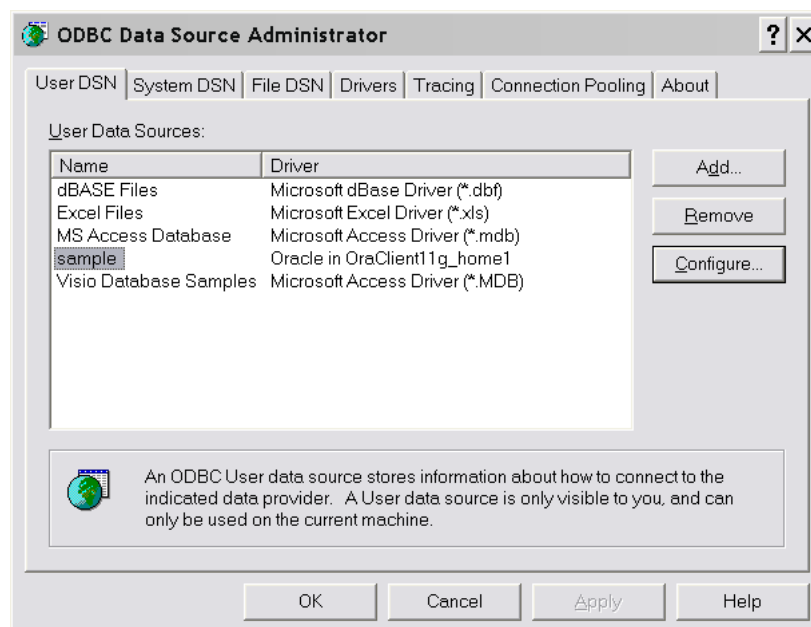 ODBC Data Source Administrator ? ×
User DSN System DSN File DSN Drivers Tracing Connection Pooling About
User Data Sources:
Name Driver
dBASE Files Microsoft dBase Driver (*.dbf)
Excel Files Microsoft Excel Driver (*.xls)
MS Access Database Microsoft Access Driver (*.mdb)
sample Oracle in OraClient11g_home1
Visio Database Samples Microsoft Access Driver (*.MDB)
Add...
Remove
Configure...
An ODBC User data source stores information about how to connect to the
indicated data provider. A User data source is only visible to you, and can
only be used on the current machine.
OK Cancel Apply Help